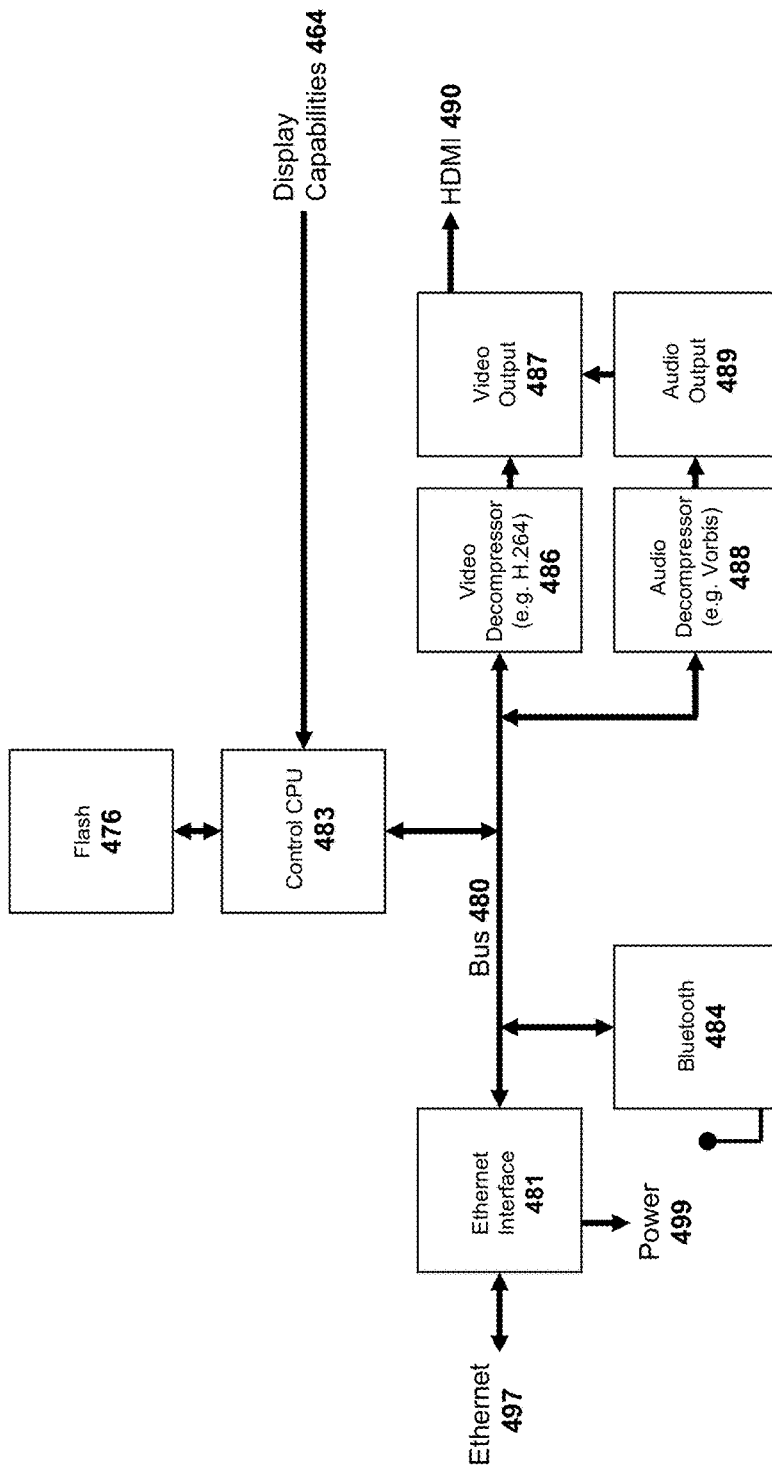 Display
Capabilities 464
Flash
476
Control CPU
483
HDMI 490
Video
Output
487
Audio
Output
489
Video
Decompressor
(e.g. H.264)
486
Audio
Decompressor
(e.g. Vorbis)
488
Bus 480
Bluetooth
484
Ethernet
Interface
481
Power
499
Ethernet
497